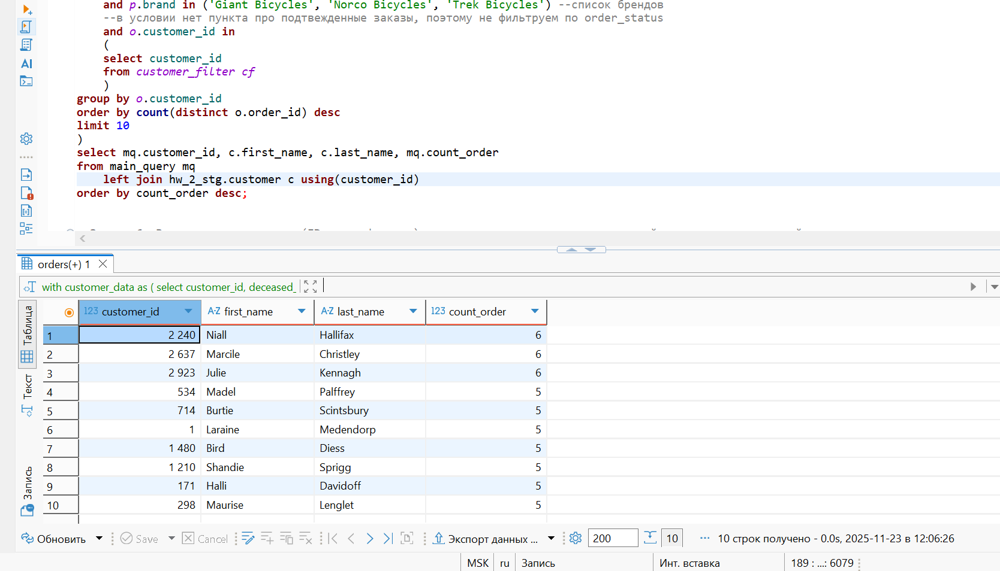 and p.brand in ('Giant Bicycles', 'Norco Bicycles', 'Trek Bicycles') --список брендов
--в условии нет пункта про подтвежденные заказы, поэтому не фильтруем по order_status
and o.customer_id in
(
select customer_id
from customer_filter cf
)
group by o.customer_id
order by count(distinct o.order_id) desc
limit 10
)
select mq.customer_id, c.first_name, c.last_name, mq.count_order
from main_query mq
left join hw_2_stg.customer c using(customer_id)
order by count_order desc;
AI
orders(+) 1
with customer_data as ( select customer_id, deceased_
Таблица
Текст
Запись
123 customer_id A-Z first_name A-Z last_name 123 count_order
1 2 240 Niall Hallifax 6
2 2 637 Marcile Christley 6
3 2 923 Julie Kennagh 6
4 534 Madel Palffrey 5
5 714 Burtie Scintsbury 5
6 1 Laraine Medendorp 5
7 1 480 Bird Diess 5
8 1 210 Shandie Sprigg 5
9 171 Halli Davidoff 5
10 298 Maurise Lenglet 5
Обновить Save Cancel Экспорт данных ... 200 10 ... 10 строк получено - 0.0s, 2025-11-23 в 12:06:26
MSK ru Запись Инт. вставка 189 : ...: 6079